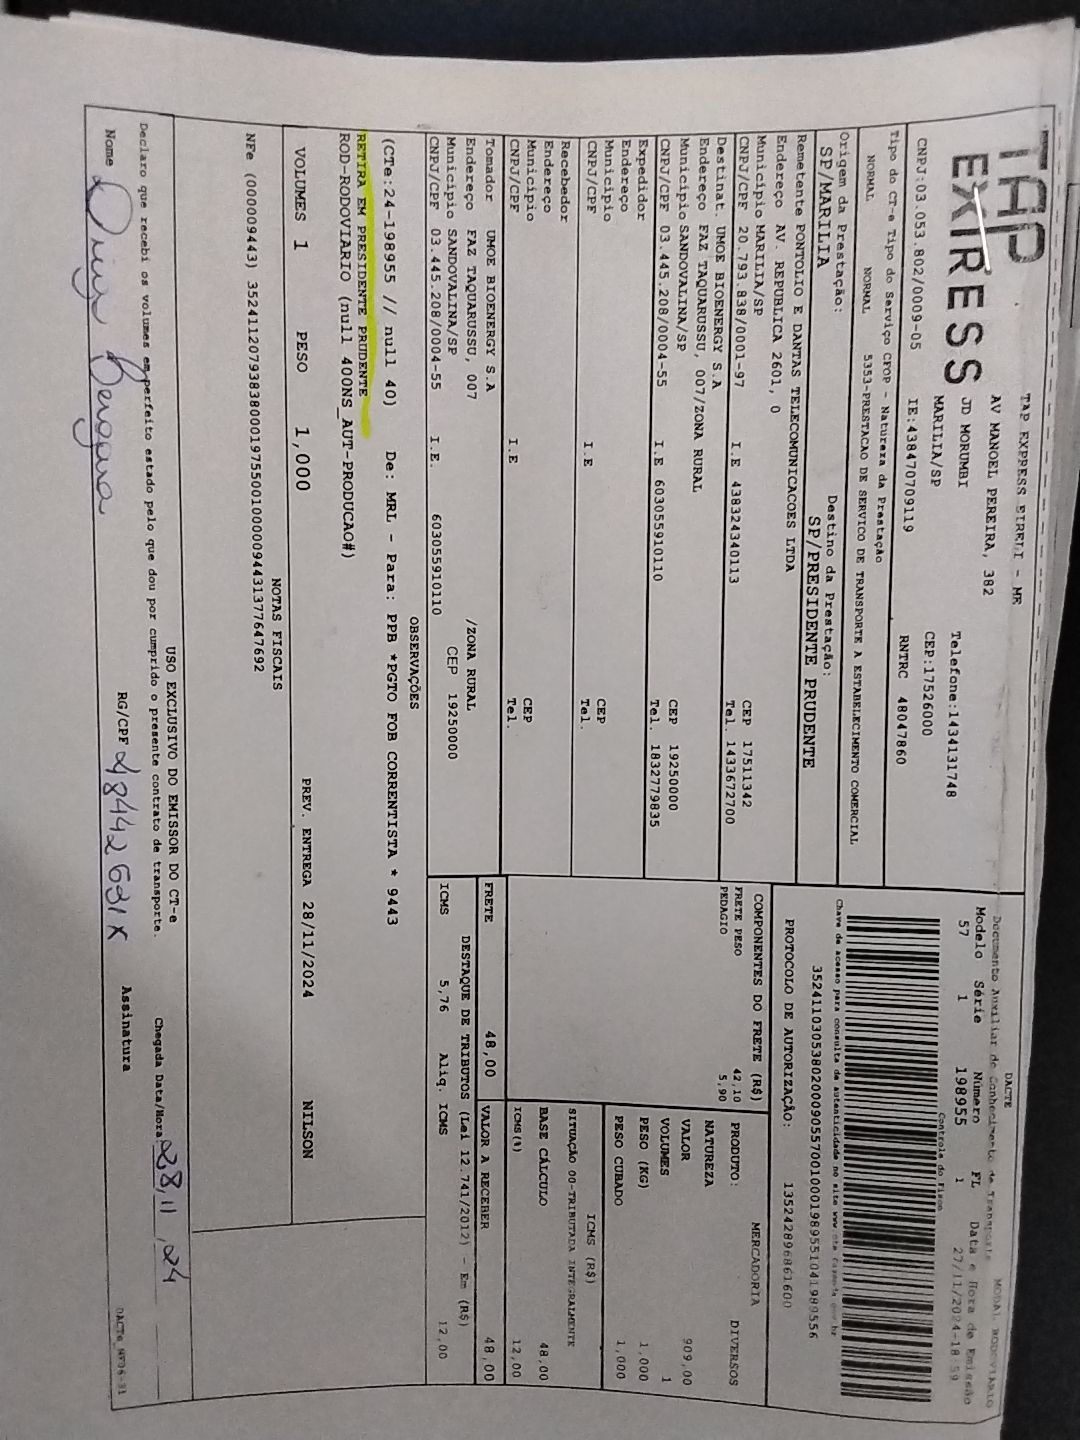 TAP
EXPRESS
TAP EXPRESS EIRELI - ME
AV MANOEL PEREIRA, 382
JD MORUMBI
Telefone:1434131748
MARILIA/SP
CEP:17526000
CNPJ:03.053.802/0009-05
IE:438470709119
RNTRC 48047860
Tipo do CT-e Tipo do Serviço CFOP - Natureza da Prestação
NORMAL NORMAL 5353-PRESTACAO DE SERVICO DE TRANSPORTE A ESTABELECIMENTO COMERCIAL
Origem da Prestação: Destino da Prestação:
SP/MARILIA SP/PRESIDENTE PRUDENTE
DACTE
Documento Auxiliar do Conhecimento de Transporte MODAL RODOVIARIO
Modelo Série Número FL Data e Hora de Emissão
57 1 198955 1 27/11/2024-18:59
Controle do Fisco
Chave de acesso para consulta de autenticidade no site www cte fazenda gov br
PROTOCOLO DE AUTORIZAÇÃO: 135242896861600
Remetente PONTOLIO E DANTAS TELECOMUNICACOES LTDA
Endereço AV. REPUBLICA 2601, 0
Município MARILIA/SP CEP 17511342
CNPJ/CPF 20.793.838/0001-97 I.E 438324340113 Tel. 1433672700
Destinat. UMOE BIOENERGY S.A
Endereço FAZ TAQUARUSSU, 007/ZONA RURAL
Município SANDOVALINA/SP CEP 19250000
CNPJ/CPF 03.445.208/0004-55 I.E 603055910110 Tel. 1832779835
Expedidor
Endereço
Município CEP
CNPJ/CPF I.E Tel.
Recebedor
Endereço
Município CEP
CNPJ/CPF I.E Tel.
Tomador UMOE BIOENERGY S.A
Endereço FAZ TAQUARUSSU, 007 /ZONA RURAL
Município SANDOVALINA/SP CEP 19250000
CNPJ/CPF 03.445.208/0004-55 I.E. 603055910110
COMPONENTES DO FRETE (R$)
FRETE PESO 42,10
PEDAGIO 5,90
PRODUTO: MERCADORIA DIVERSOS
NATUREZA
VALOR 909,00
VOLUMES 1
PESO (KG) 1,000
PESO CUBADO 1,000
ICMS (R$)
SITUAÇÃO 00-TRIBUTADA INTEGRALMENTE
BASE CÁLCULO 48,00
ICMS(%) 12,00
FRETE 48,00 VALOR A RECEBER 48,00
DESTAQUE DE TRIBUTOS (Lei 12.741/2012) - Em (R$)
ICMS 5,76 Aliq. ICMS 12,00
OBSERVAÇÕES
(CTe:24-198955 // null 40) De: MRL - Para: PPB *PGTO FOB CORRENTISTA * 9443
RETIRA EM PRESIDENTE PRUDENTE
ROD-RODOVIARIO (null 400NS_AUT-PRODUCAO#)
VOLUMES 1 PESO 1,000 PREV. ENTREGA 28/11/2024 NILSON
NOTAS FISCAIS
NFe (000009443) 35241120793838000197550010000094431377647692
USO EXCLUSIVO DO EMISSOR DO CT-e
Declaro que recebi os volumes em perfeito estado pelo que dou por cumprido o presente contrato de transporte. Chegada Data/Hora 28,11,24
Nome RG/CPF 48442631X Assinatura